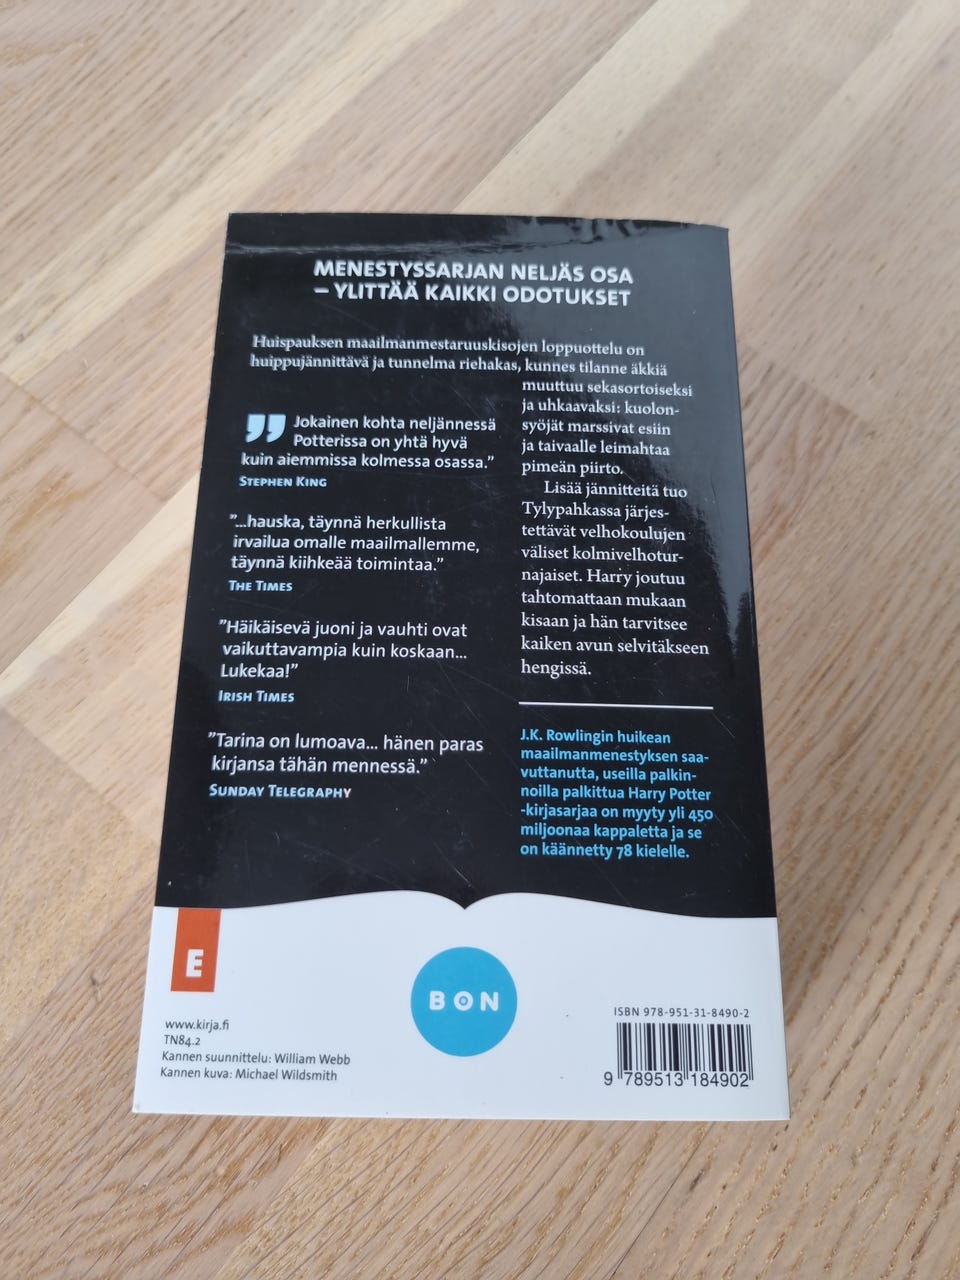 MENESTYSSARJAN NELJÄS OSA
– YLITTÄÄ KAIKKI ODOTUKSET
Huispauksen maailmanmestaruuskisojen loppuottelu on
huippujännittävä ja tunnelma riehakas, kunnes tilanne äkkiä
muuttuu sekasortoiseksi
ja uhkaavaksi: kuolon-
syöjät marssivat esiin
ja taivaalle leimahtaa
pimeän piirto.
Lisää jännitteitä tuo
Tylypahkassa järjes-
tettävät velhokoulujen
väliset kolmivelhotur-
najaiset. Harry joutuu
tahtomattaan mukaan
kisaan ja hän tarvitsee
kaiken avun selvitäkseen
hengissä.
” Jokainen kohta neljännessä
Potterissa on yhtä hyvä
kuin aiemmissa kolmessa osassa.”
STEPHEN KING
”...hauska, täynnä herkullista
irvailua omalle maailmallemme,
täynnä kiihkeää toimintaa.”
THE TIMES
”Häikäisevä juoni ja vauhti ovat
vaikuttavampia kuin koskaan...
Lukekaa!”
IRISH TIMES
”Tarina on lumoava... hänen paras
kirjansa tähän mennessä.”
SUNDAY TELEGRAPHY
J.K. Rowlingin huikean
maailmanmenestyksen saa-
vuttanutta, useilla palkin-
noilla palkittua Harry Potter
-kirjasarjaa on myyty yli 450
miljoonaa kappaletta ja se
on käännetty 78 kielelle.
E
www.kirja.fi
TN84.2
Kannen suunnittelu: William Webb
Kannen kuva: Michael Wildsmith
BON
ISBN 978-951-31-8490-2
9 789513 184902